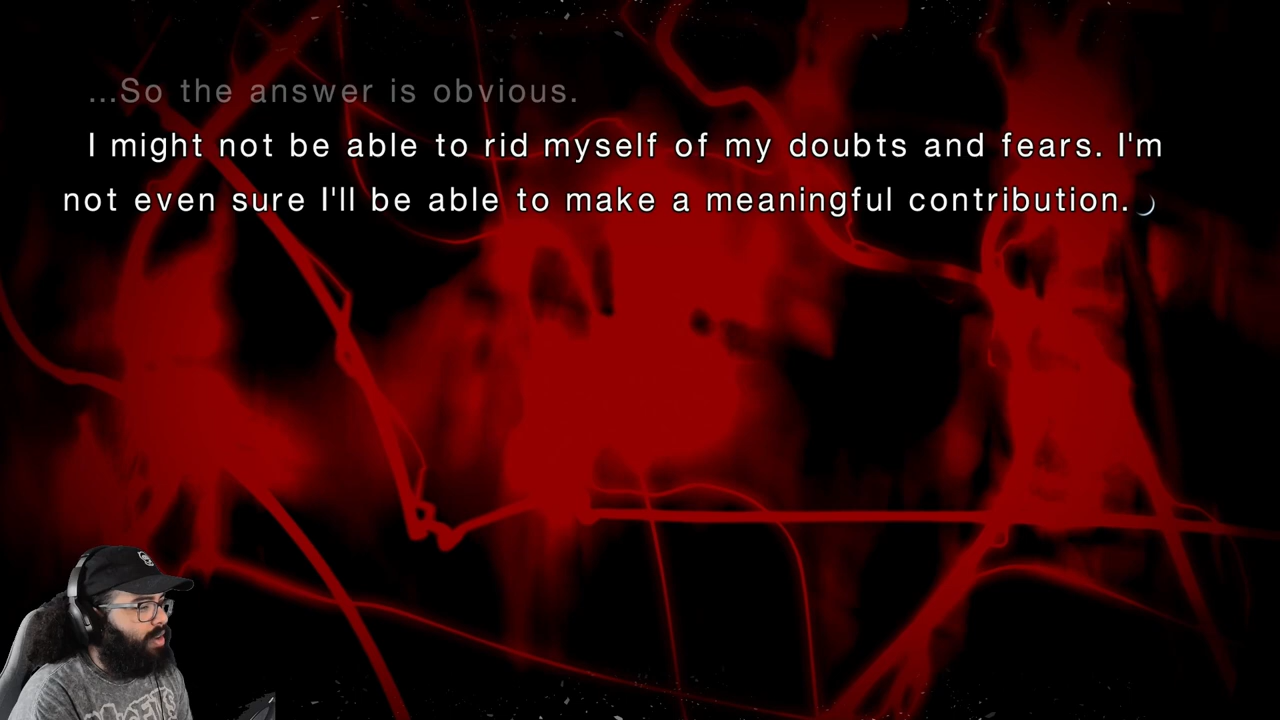 ...So the answer is obvious.
I might not be able to rid myself of my doubts and fears. I'm
not even sure I'll be able to make a meaningful contribution.